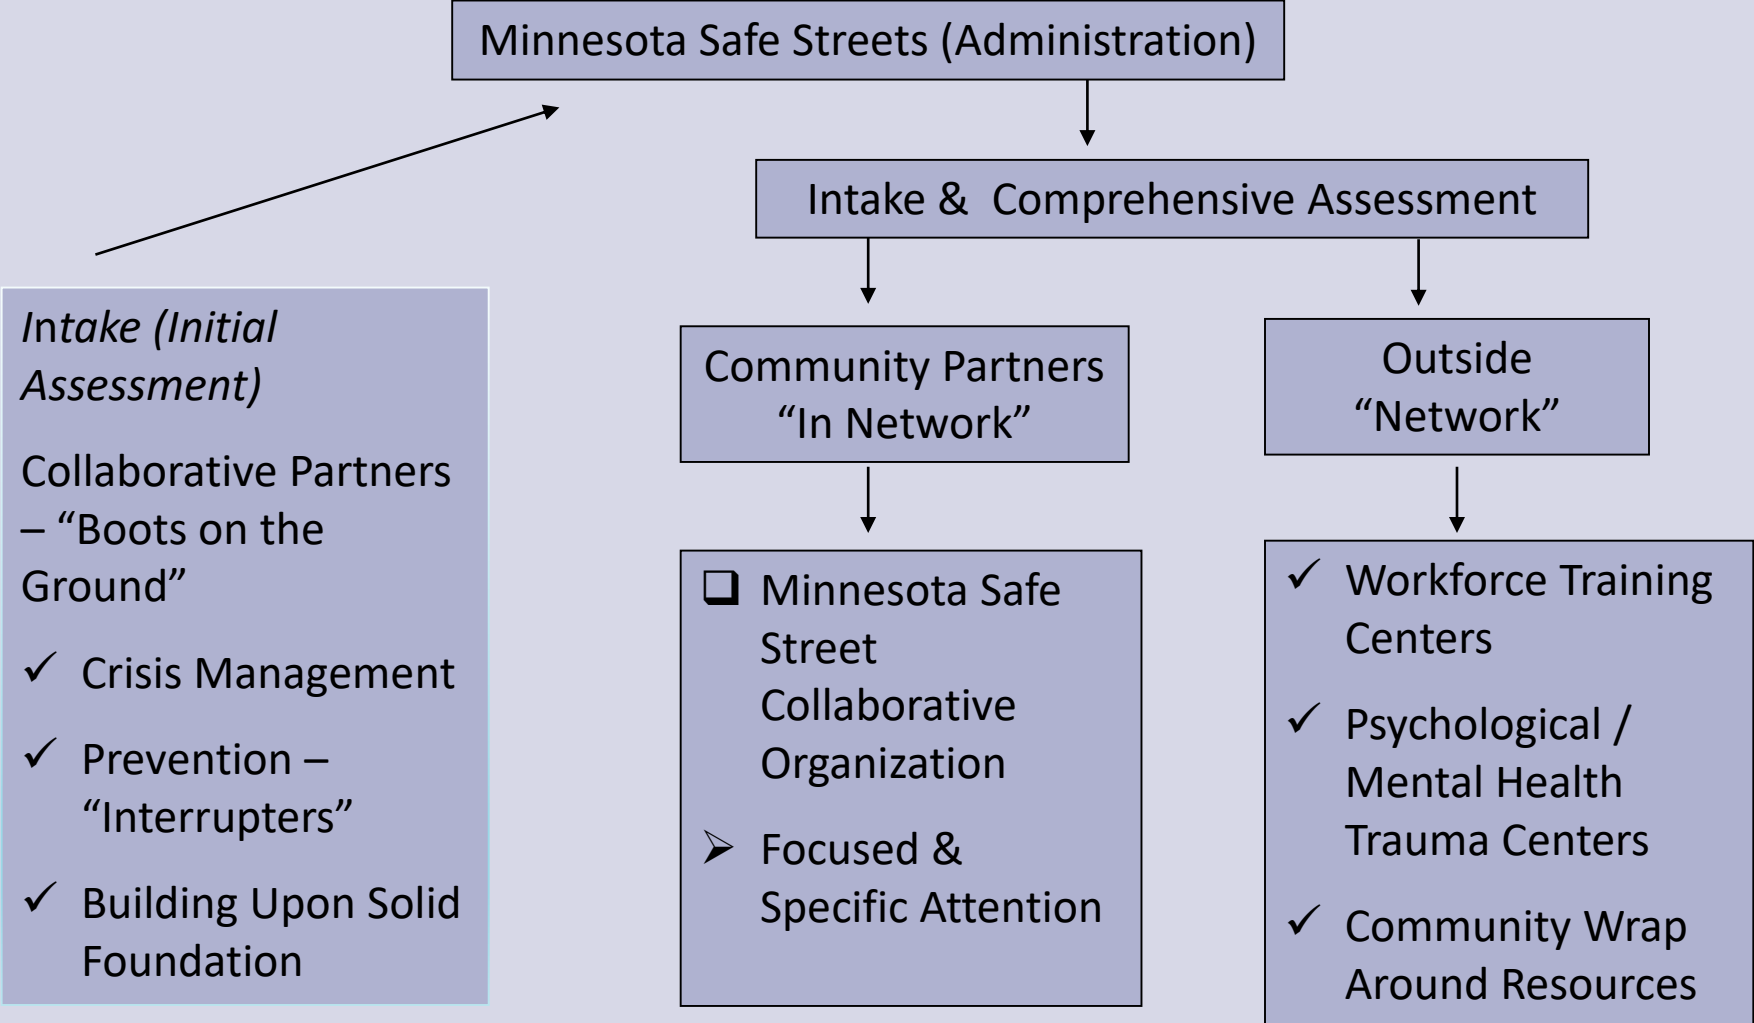 Minnesota Safe Streets (Administration)
Intake & Comprehensive Assessment
Intake (Initial
Assessment)
Collaborative Partners
– “Boots on the
Ground”
✓ Crisis Management
✓ Prevention –
“Interrupters”
✓ Building Upon Solid
Foundation
Community Partners
“In Network”
❑ Minnesota Safe
Street
Collaborative
Organization
➢ Focused &
Specific Attention
Outside
“Network”
✓ Workforce Training
Centers
✓ Psychological /
Mental Health
Trauma Centers
✓ Community Wrap
Around Resources